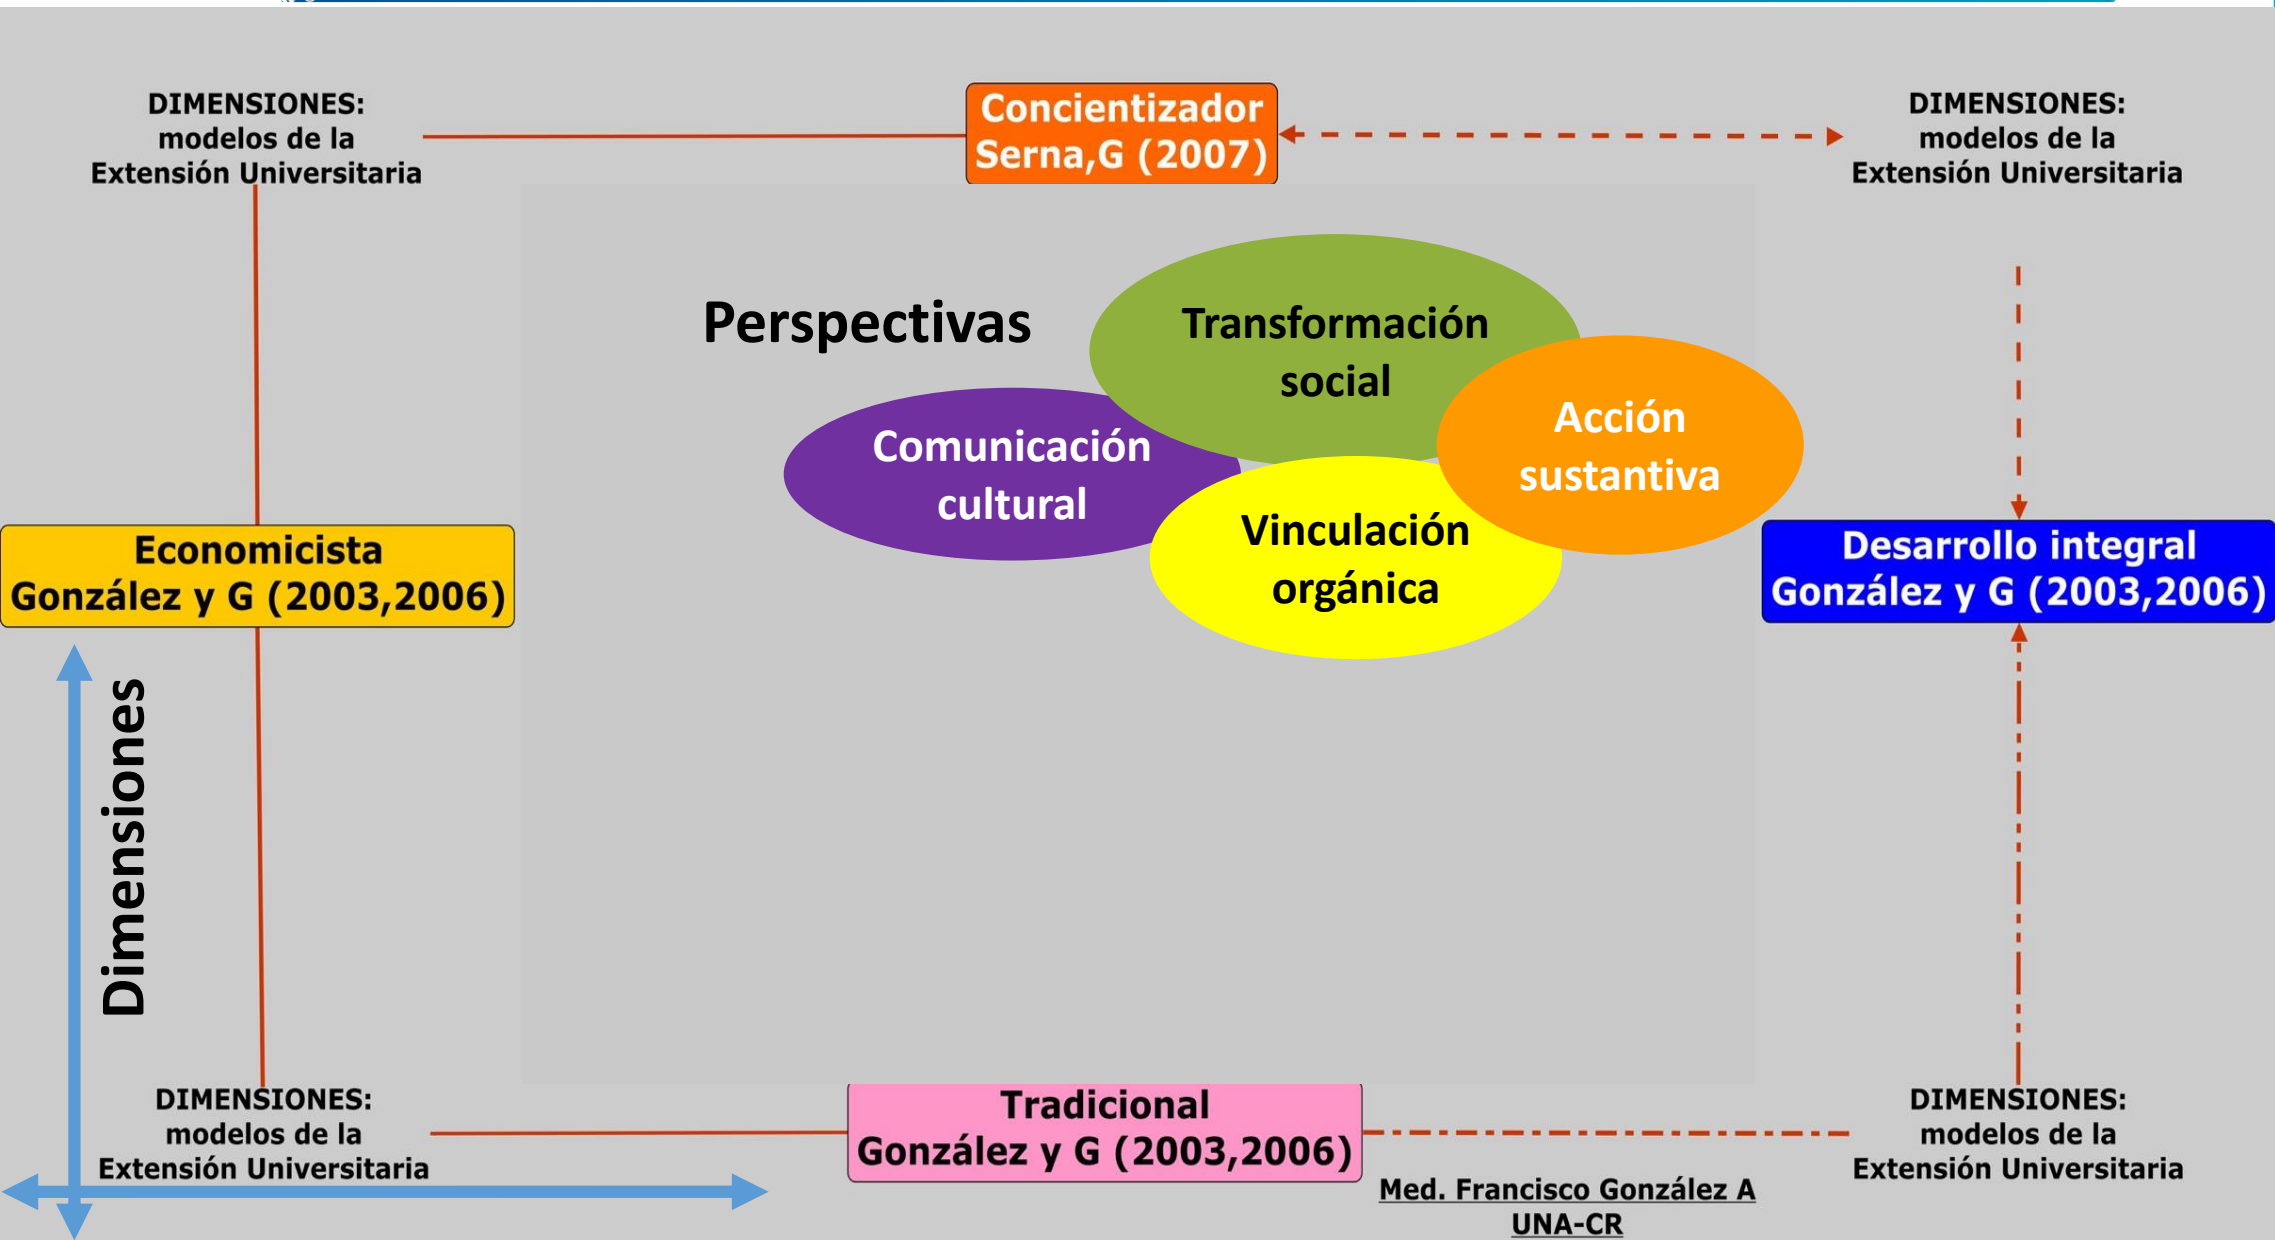 DIMENSIONES:
modelos de la
Extensión Universitaria
Concientizador
Serna,G (2007)
DIMENSIONES:
modelos de la
Extensión Universitaria
Perspectivas
Transformación
social
Comunicación
cultural
Acción
sustantiva
Vinculación
orgánica
Economicista
González y G (2003,2006)
Desarrollo integral
González y G (2003,2006)
Dimensiones
DIMENSIONES:
modelos de la
Extensión Universitaria
Tradicional
González y G (2003,2006)
DIMENSIONES:
modelos de la
Extensión Universitaria
Med. Francisco González A
UNA-CR